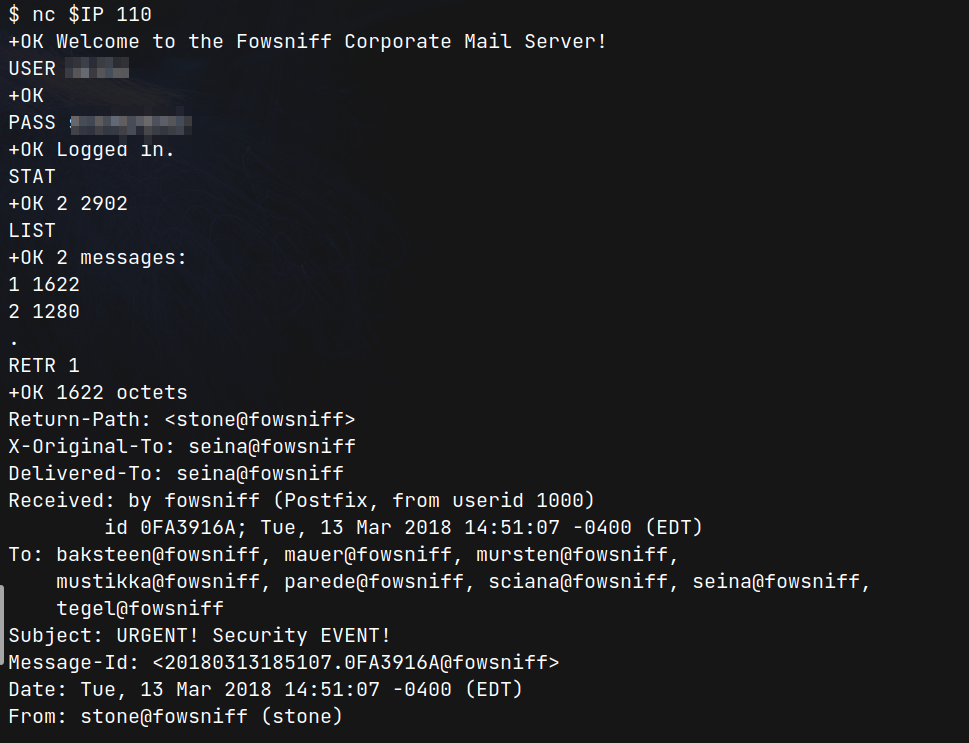 $ nc $IP 110
+OK Welcome to the Fowsniff Corporate Mail Server!
USER
+OK
PASS
+OK Logged in.
STAT
+OK 2 2902
LIST
+OK 2 messages:
1 1622
2 1280
.
RETR 1
+OK 1622 octets
Return-Path: <stone@fowsniff>
X-Original-To: seina@fowsniff
Delivered-To: seina@fowsniff
Received: by fowsniff (Postfix, from userid 1000)
        id 0FA3916A; Tue, 13 Mar 2018 14:51:07 -0400 (EDT)
To: baksteen@fowsniff, mauer@fowsniff, mursten@fowsniff,
    mustikka@fowsniff, parede@fowsniff, sciana@fowsniff, seina@fowsniff,
    tegel@fowsniff
Subject: URGENT! Security EVENT!
Message-Id: <20180313185107.0FA3916A@fowsniff>
Date: Tue, 13 Mar 2018 14:51:07 -0400 (EDT)
From: stone@fowsniff (stone)